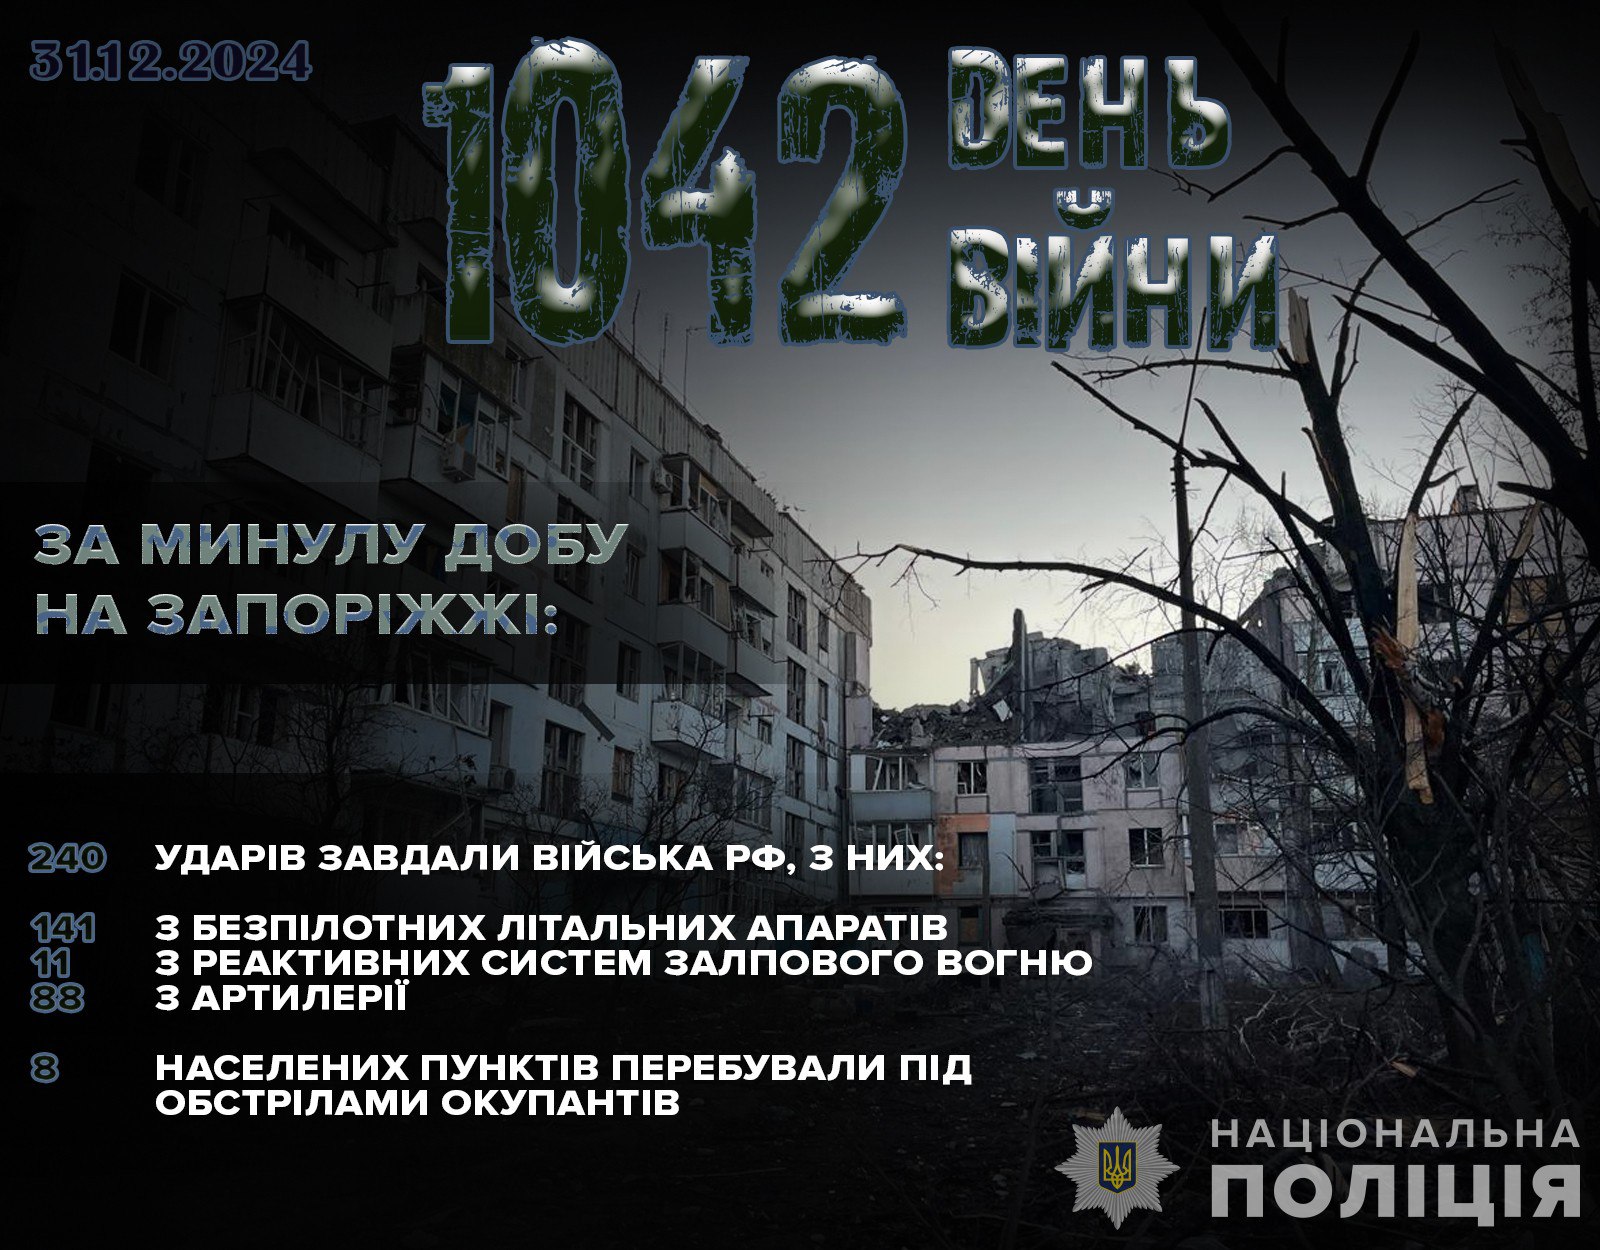 31.12.2024
1042 ДЕНЬ
ВІЙНИ
ЗА МИНУЛУ ДОБУ
НА ЗАПОРІЖЖІ:
240 УДАРІВ ЗАВДАЛИ ВІЙСЬКА РФ, З НИХ:
141 З БЕЗПІЛОТНИХ ЛІТАЛЬНИХ АПАРАТІВ
11 З РЕАКТИВНИХ СИСТЕМ ЗАЛПОВОГО ВОГНЮ
88 З АРТИЛЕРІЇ
8 НАСЕЛЕНИХ ПУНКТІВ ПЕРЕБУВАЛИ ПІД
ОБСТРІЛАМИ ОКУПАНТІВ
НАЦІОНАЛЬНА
ПОЛІЦІЯ